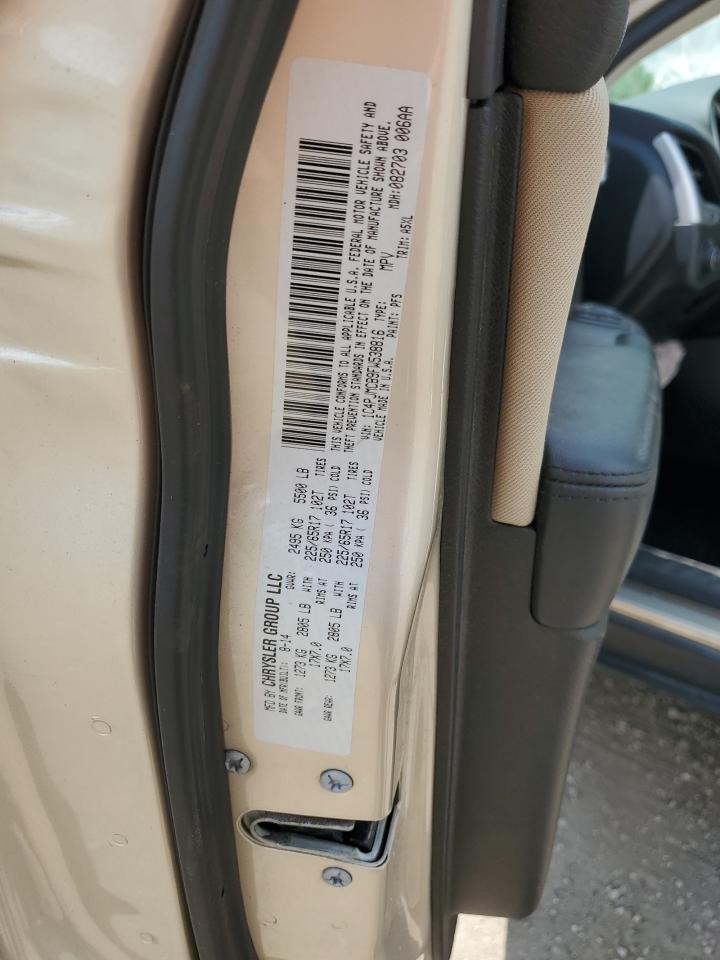 MFD BY CHRYSLER GROUP LLC
DATE OF MFR(BUILT): 8-14 GVWR: 2495 KG 5500 LB
GAWR FRONT: 1273 KG 2805 LB WITH 225/65R17 102T TIRES
17X7.0 RIMS AT 250 KPA ( 36 PSI) COLD
GAWR REAR: 1273 KG 2805 LB WITH 225/65R17 102T TIRES
17X7.0 RIMS AT 250 KPA ( 36 PSI) COLD
THIS VEHICLE CONFORMS TO ALL APPLICABLE U.S.A. FEDERAL MOTOR VEHICLE SAFETY AND
THEFT PREVENTION STANDARDS IN EFFECT ON THE DATE OF MANUFACTURE SHOWN ABOVE.
VIN: 1C4PJMCB9FW538816 TYPE: MPV MDH:082703 006AA
VEHICLE MADE IN U.S.A. PAINT: PFS TRIM: A5XL